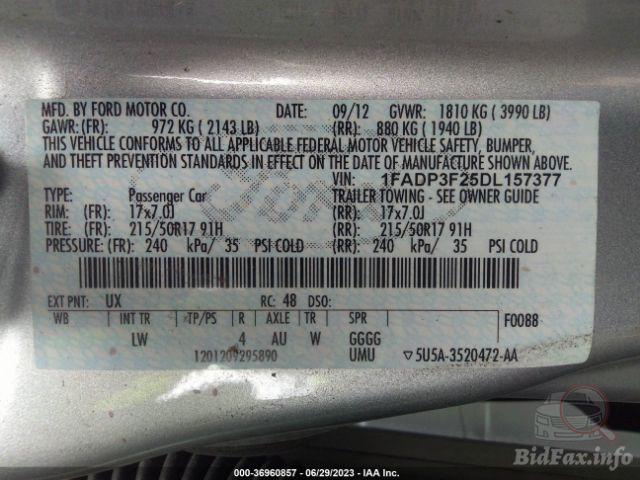 MFD. BY FORD MOTOR CO. DATE: 09/12 GVWR: 1810 KG ( 3990 LB)
GAWR: (FR): 972 KG ( 2143 LB) (RR): 880 KG ( 1940 LB)
THIS VEHICLE CONFORMS TO ALL APPLICABLE FEDERAL MOTOR VEHICLE SAFETY, BUMPER,
AND THEFT PREVENTION STANDARDS IN EFFECT ON THE DATE OF MANUFACTURE SHOWN ABOVE.
VIN: 1FADP3F25DL157377
TYPE: Passenger Car TRAILER TOWING - SEE OWNER GUIDE
RIM: (FR): 17x7.0J (RR): 17x7.0J
TIRE: (FR): 215/50R17 91H (RR): 215/50R17 91H
PRESSURE: (FR): 240 kPa/ 35 PSI COLD (RR): 240 kPa/ 35 PSI COLD
EXT PNT: UX RC: 48 DSO:
WB INT TR TP/PS R AXLE TR SPR F0088
LW 4 AU W GGGG
1201209295890 UMU ▽ 5U5A-3520472-AA
000-36960857 - 06/29/2023 - IAA Inc.
BidFax.info